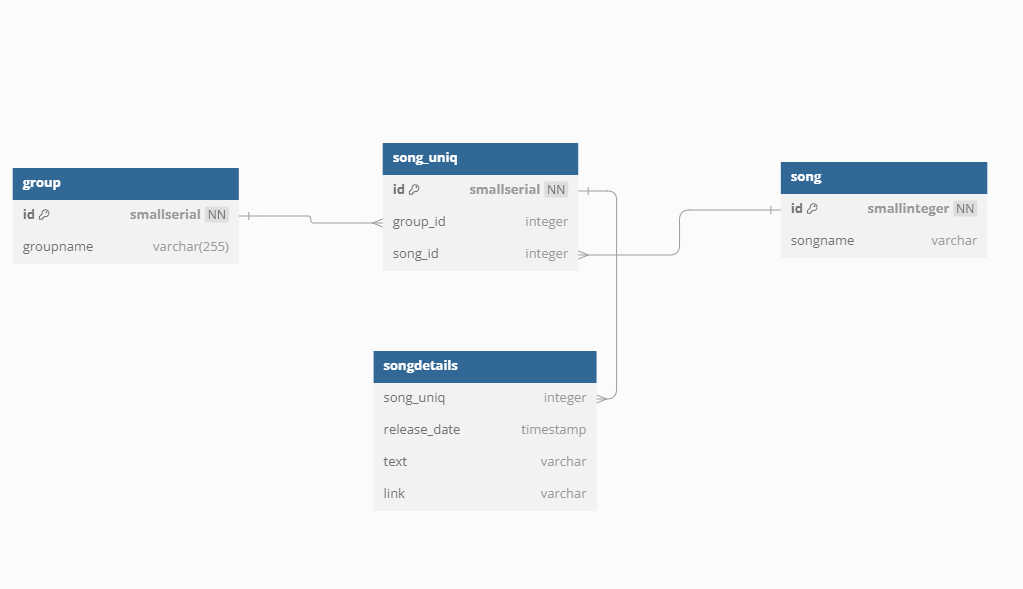 group
id smallserial NN
groupname varchar(255)
song_uniq
id smallserial NN
group_id integer
song_id integer
song
id smallinteger NN
songname varchar
songdetails
song_uniq integer
release_date timestamp
text varchar
link varchar